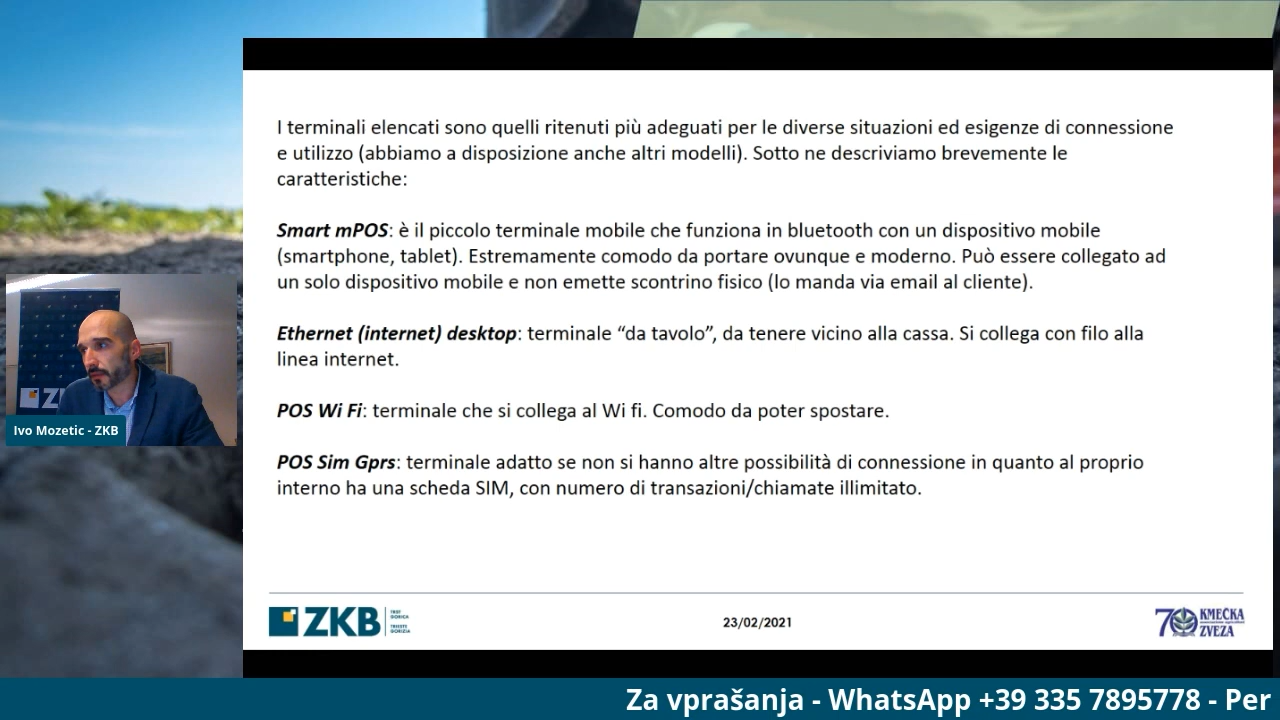 I terminali elencati sono quelli ritenuti più adeguati per le diverse situazioni ed esigenze di connessione
e utilizzo (abbiamo a disposizione anche altri modelli). Sotto ne descriviamo brevemente le
caratteristiche:
Smart mPOS: è il piccolo terminale mobile che funziona in bluetooth con un dispositivo mobile
(smartphone, tablet). Estremamente comodo da portare ovunque e moderno. Può essere collegato ad
un solo dispositivo mobile e non emette scontrino fisico (lo manda via email al cliente).
Ethernet (internet) desktop: terminale “da tavolo”, da tenere vicino alla cassa. Si collega con filo alla
linea internet.
POS Wi Fi: terminale che si collega al Wi fi. Comodo da poter spostare.
POS Sim Gprs: terminale adatto se non si hanno altre possibilità di connessione in quanto al proprio
interno ha una scheda SIM, con numero di transazioni/chiamate illimitato.
Ivo Mozetic - ZKB
ZKB
TRST
GORICA
TRIESTE
GORIZIA
23/02/2021
70 KMEČKA
ZVEZA
Za vprašanja - WhatsApp +39 335 7895778 - Per